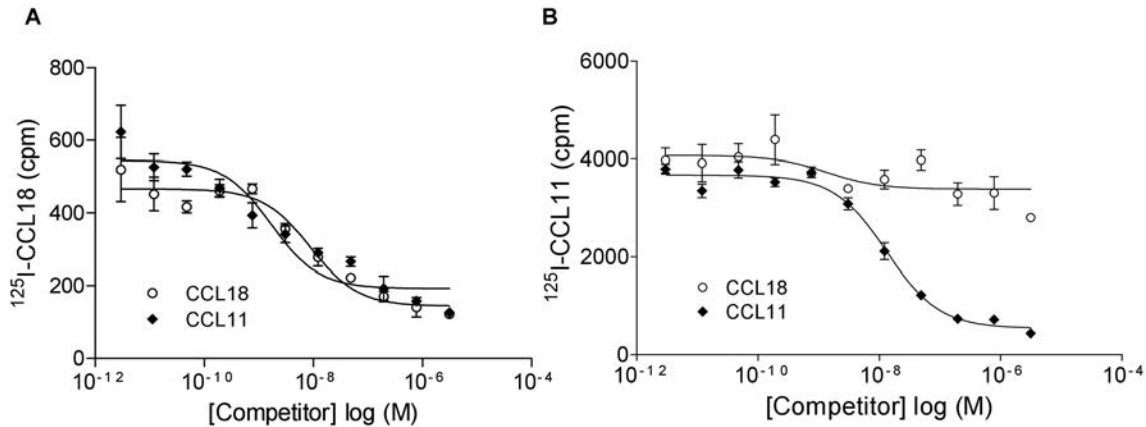 A
800
600
400
200
0
¹²⁵I-CCL18 (cpm)
CCL18
CCL11
10⁻¹² 10⁻¹⁰ 10⁻⁸ 10⁻⁶ 10⁻⁴
[Competitor] log (M)
B
6000
4000
2000
0
¹²⁵I-CCL11 (cpm)
CCL18
CCL11
10⁻¹² 10⁻¹⁰ 10⁻⁸ 10⁻⁶ 10⁻⁴
[Competitor] log (M)